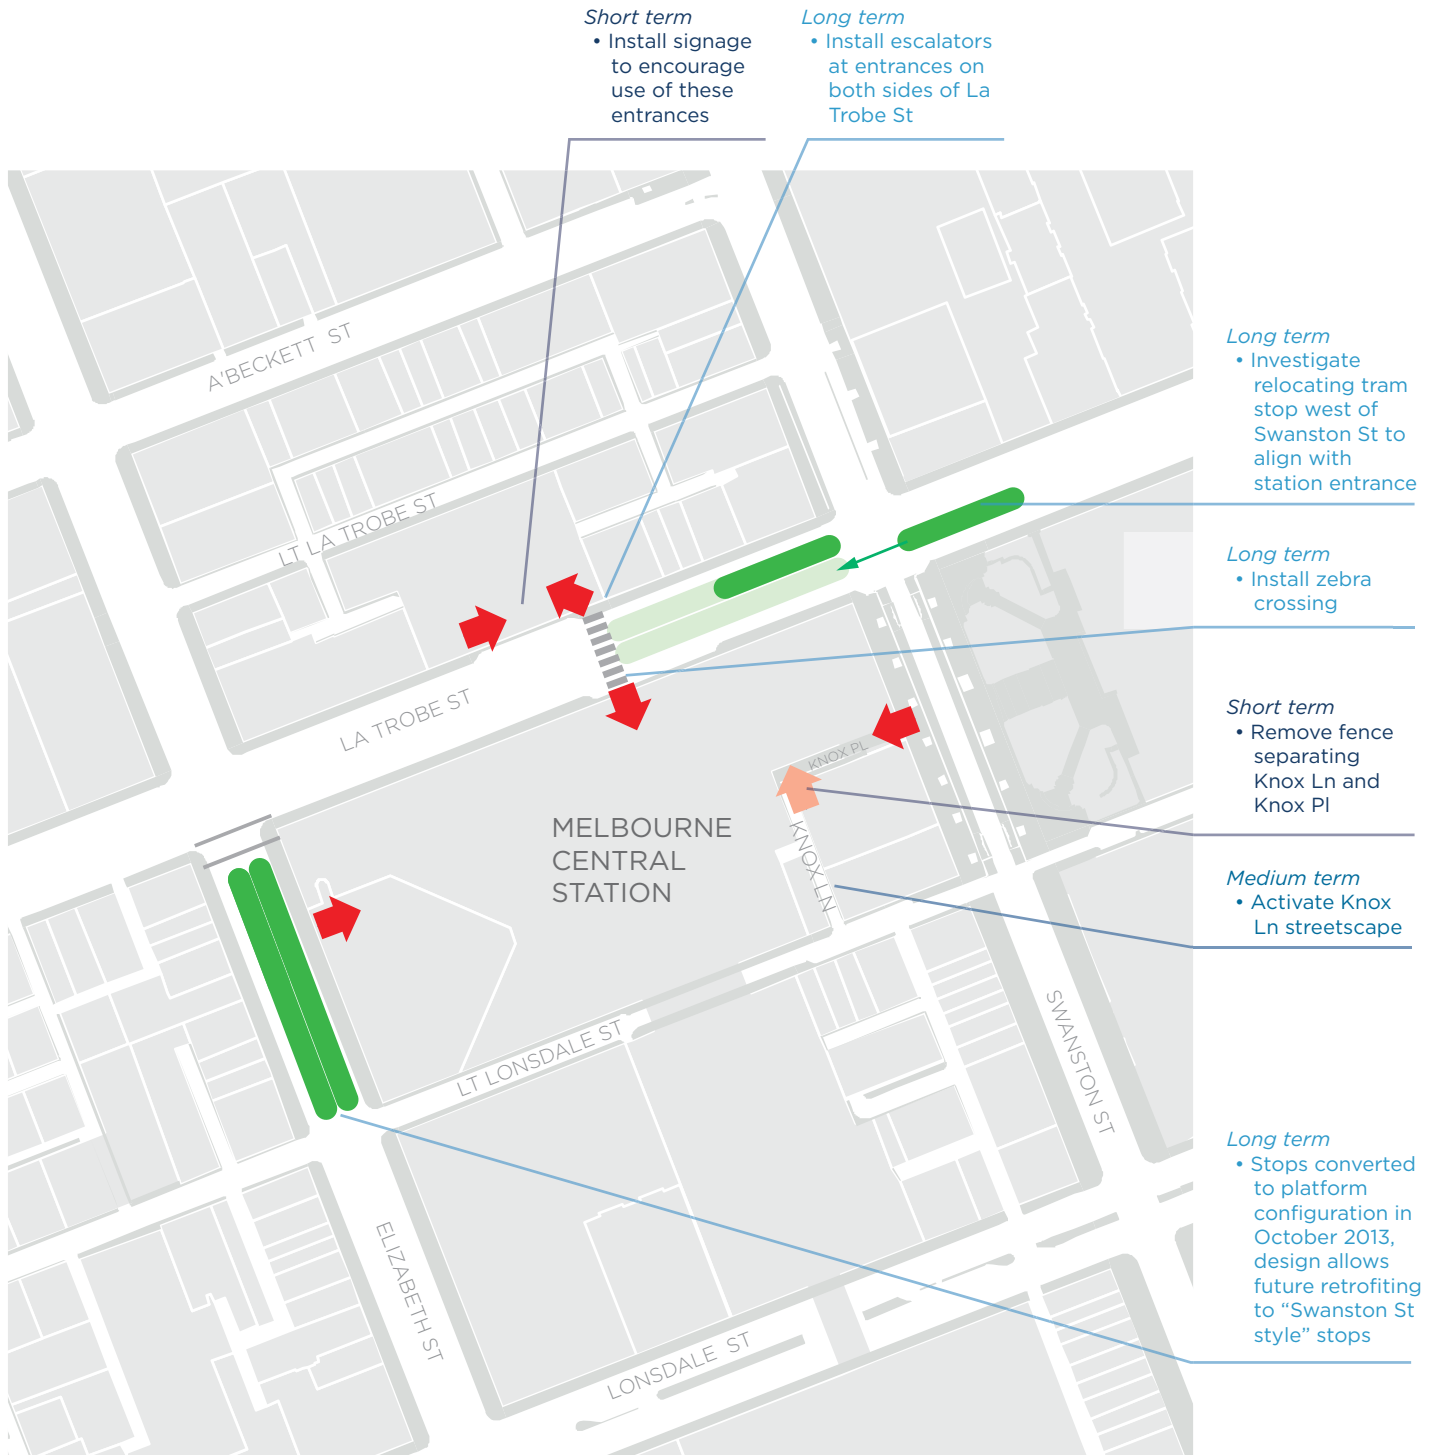 Short term
• Install signage
to encourage
use of these
entrances
Long term
• Install escalators
at entrances on
both sides of La
Trobe St
Long term
• Investigate
relocating tram
stop west of
Swanston St to
align with
station entrance
Long term
• Install zebra
crossing
Short term
• Remove fence
separating
Knox Ln and
Knox Pl
Medium term
• Activate Knox
Ln streetscape
Long term
• Stops converted
to platform
configuration in
October 2013,
design allows
future retrofiting
to “Swanston St
style” stops
A'BECKETT ST
LT LA TROBE ST
LA TROBE ST
KNOX PL
KNOX LN
MELBOURNE
CENTRAL
STATION
LT LONSDALE ST
SWANSTON ST
ELIZABETH ST
LONSDALE ST